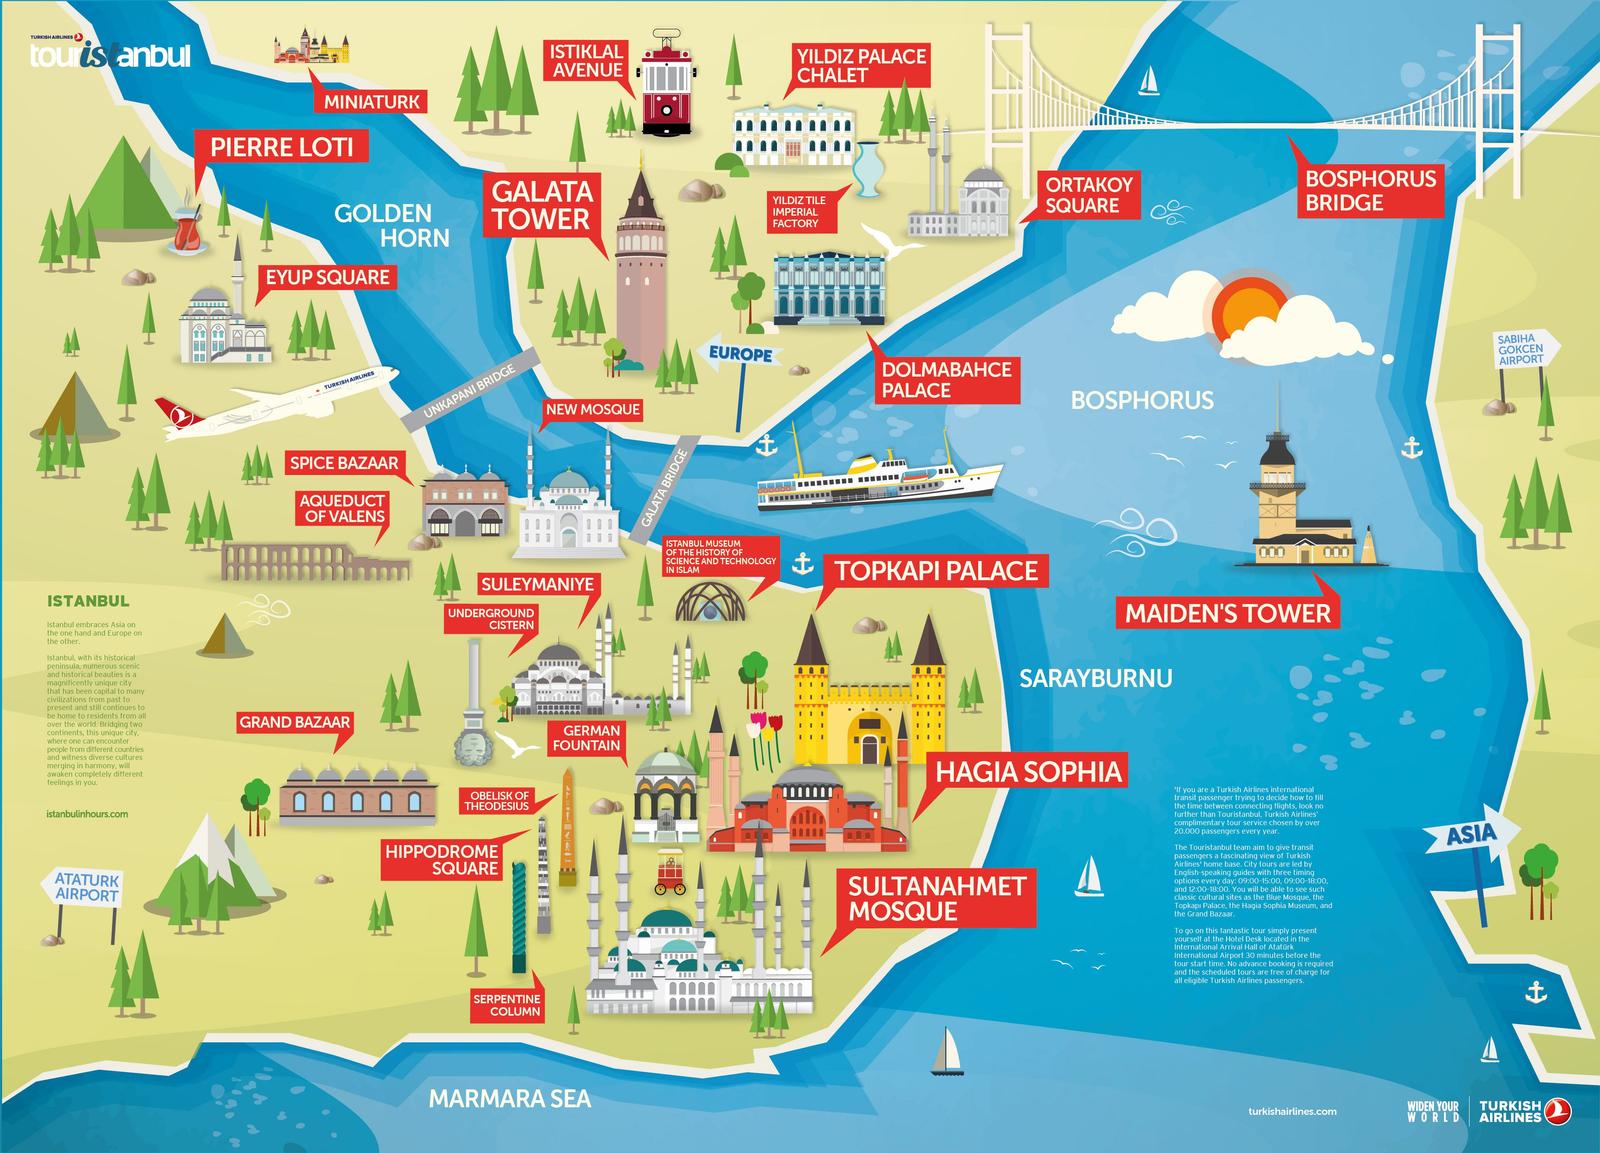 TURKISH AIRLINES
touristanbul
MINIATURK
ISTIKLAL
AVENUE
YILDIZ PALACE
CHALET
PIERRE LOTI
GALATA
TOWER
GOLDEN
HORN
YILDIZ TILE
IMPERIAL
FACTORY
ORTAKOY
SQUARE
BOSPHORUS
BRIDGE
EYUP SQUARE
TURKISH AIRLINES
UNKAPANI BRIDGE
EUROPE
DOLMABAHCE
PALACE
SABIHA
GOKCEN
AIRPORT
BOSPHORUS
NEW MOSQUE
SPICE BAZAAR
AQUEDUCT
OF VALENS
GALATA BRIDGE
ISTANBUL MUSEUM
OF THE HISTORY OF
SCIENCE AND TECHNOLOGY
IN ISLAM
TOPKAPI PALACE
SULEYMANIYE
UNDERGROUND
CISTERN
MAIDEN'S TOWER
SARAYBURNU
ISTANBUL
Istanbul embraces Asia on
the one hand and Europe on
the other.
Istanbul, with its historical
peninsula, numerous scenic
and historical beauties is a
magnificently unique city
that has been capital to many
civilizations from past to
present and still continues to
be home to residents from all
over the world. Bridging two
continents, this unique city,
where one can encounter
people from different countries
and witness diverse cultures
merging in harmony, will
awaken completely different
feelings in you.
istanbulinhours.com
GRAND BAZAAR
GERMAN
FOUNTAIN
HAGIA SOPHIA
OBELISK OF
THEODESIUS
HIPPODROME
SQUARE
ATATURK
AIRPORT
SULTANAHMET
MOSQUE
SERPENTINE
COLUMN
ASIA
"If you are a Turkish Airlines international
transit passenger trying to decide how to fill
the time between connecting flights, look no
further than Touristanbul, Turkish Airlines'
complimentary tour service chosen by over
20.000 passengers every year.
The Touristanbul team aim to give transit
passengers a fascinating view of Turkish
Airlines' home base. City tours are led by
English-speaking guides with three timing
options every day: 09:00-15:00, 09:00-18:00,
and 12:00-18:00. You will be able to see such
classic cultural sites as the Blue Mosque, the
Topkapı Palace, the Hagia Sophia Museum, and
the Grand Bazaar.
To go on this fantastic tour simply present
yourself at the Hotel Desk located in the
International Arrival Hall of Atatürk
International Airport 30 minutes before the
tour start time. No advance booking is required
and the scheduled tours are free of charge for
all eligible Turkish Airlines passengers.
MARMARA SEA
turkishairlines.com
WIDEN YOUR
WORLD
TURKISH
AIRLINES